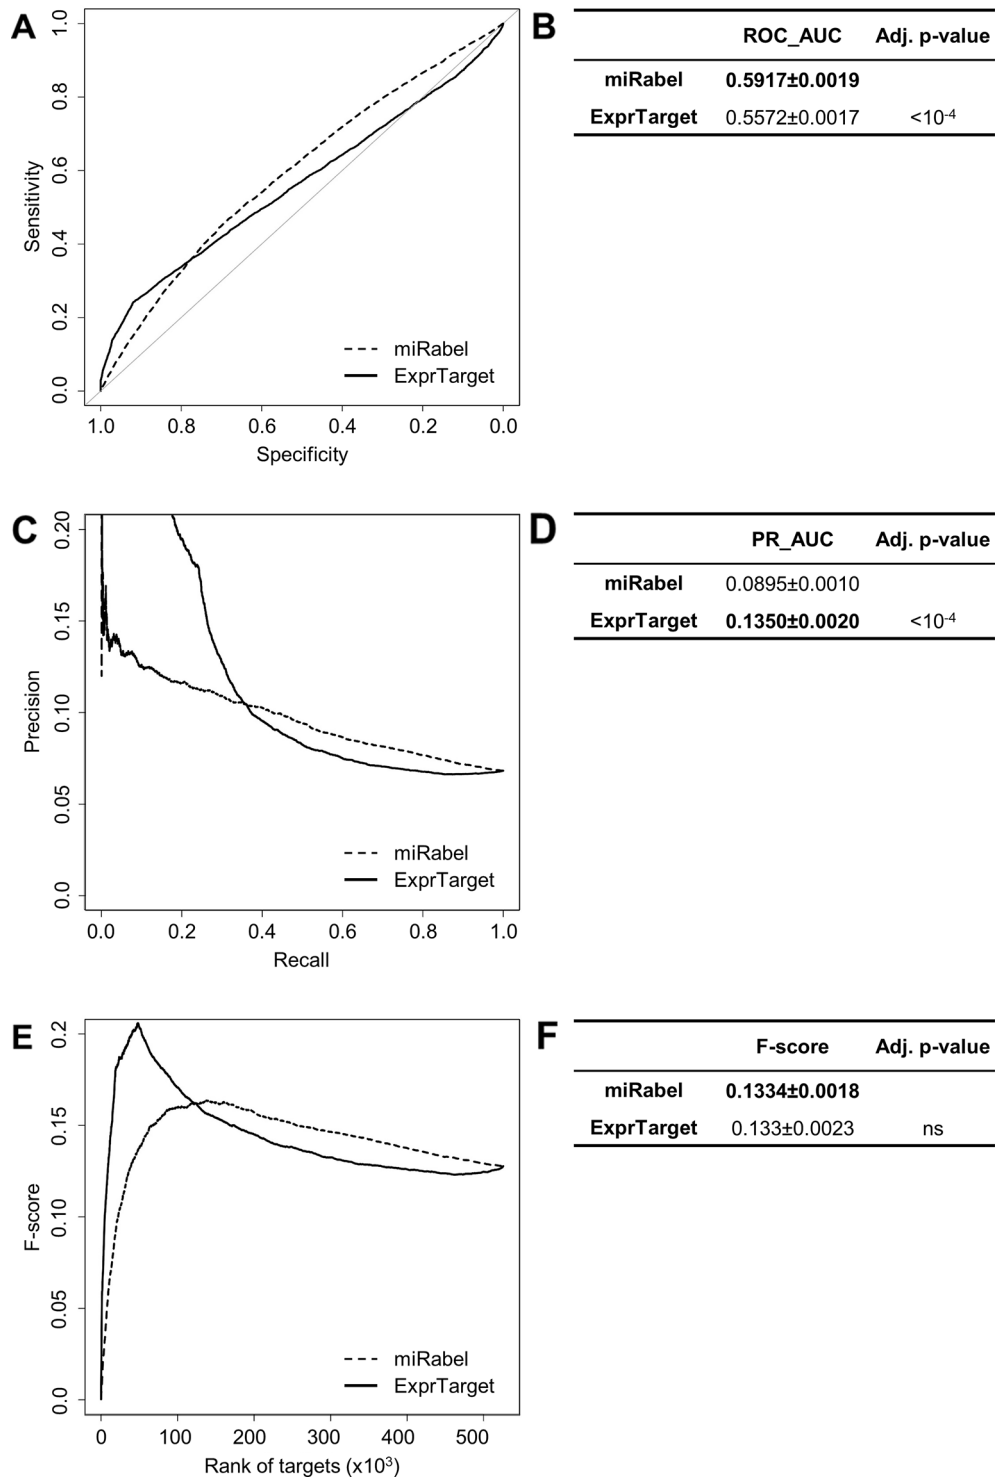 A
1.0
0.8
0.6
0.4
0.2
0.0
Sensitivity
miRabel
ExprTarget
1.0 0.8 0.6 0.4 0.2 0.0
Specificity
B
ROC_AUC Adj. p-value
miRabel 0.5917±0.0019
ExprTarget 0.5572±0.0017 <10⁻⁴
C
0.20
0.15
0.10
0.05
0.0
Precision
miRabel
ExprTarget
0.0 0.2 0.4 0.6 0.8 1.0
Recall
D
PR_AUC Adj. p-value
miRabel 0.0895±0.0010
ExprTarget 0.1350±0.0020 <10⁻⁴
E
0.2
0.15
0.10
0.05
0.0
F-score
miRabel
ExprTarget
0 100 200 300 400 500
Rank of targets (x10³)
F
F-score Adj. p-value
miRabel 0.1334±0.0018
ExprTarget 0.133±0.0023 ns